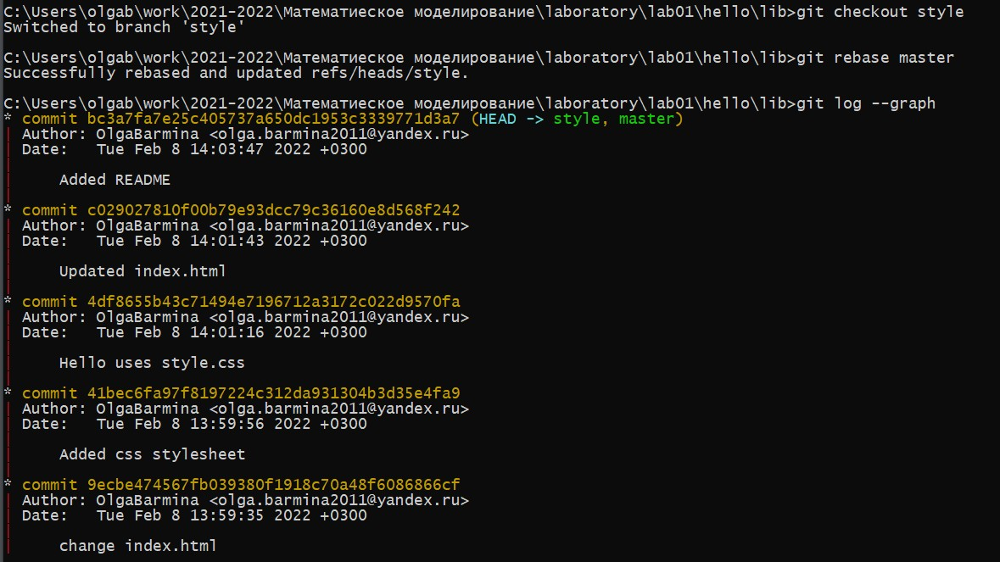 C:\Users\olgab\work\2021-2022\Математиеское моделирование\laboratory\lab01\hello\lib>git checkout style
Switched to branch 'style'
C:\Users\olgab\work\2021-2022\Математиеское моделирование\laboratory\lab01\hello\lib>git rebase master
Successfully rebased and updated refs/heads/style.
C:\Users\olgab\work\2021-2022\Математиеское моделирование\laboratory\lab01\hello\lib>git log --graph
* commit bc3a7fa7e25c405737a650dc1953c3339771d3a7 (HEAD -> style, master)
| Author: OlgaBarmina <olga.barmina2011@yandex.ru>
| Date:   Tue Feb 8 14:03:47 2022 +0300
|
|     Added README
|
* commit c029027810f00b79e93dcc79c36160e8d568f242
| Author: OlgaBarmina <olga.barmina2011@yandex.ru>
| Date:   Tue Feb 8 14:01:43 2022 +0300
|
|     Updated index.html
|
* commit 4df8655b43c71494e7196712a3172c022d9570fa
| Author: OlgaBarmina <olga.barmina2011@yandex.ru>
| Date:   Tue Feb 8 14:01:16 2022 +0300
|
|     Hello uses style.css
|
* commit 41bec6fa97f8197224c312da931304b3d35e4fa9
| Author: OlgaBarmina <olga.barmina2011@yandex.ru>
| Date:   Tue Feb 8 13:59:56 2022 +0300
|
|     Added css stylesheet
|
* commit 9ecbe474567fb039380f1918c70a48f6086866cf
| Author: OlgaBarmina <olga.barmina2011@yandex.ru>
| Date:   Tue Feb 8 13:59:35 2022 +0300
|
|     change index.html